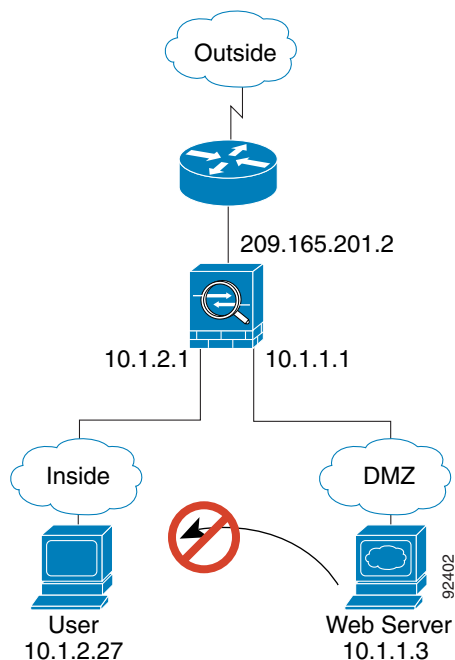 Outside
209.165.201.2
10.1.2.1
10.1.1.1
Inside
DMZ
92402
User
10.1.2.27
Web Server
10.1.1.3